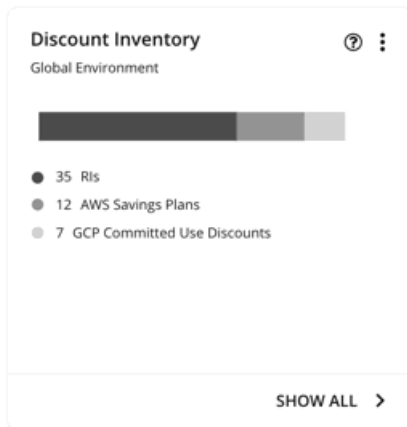 Discount Inventory
Global Environment
35 RIs
12 AWS Savings Plans
7 GCP Committed Use Discounts
SHOW ALL